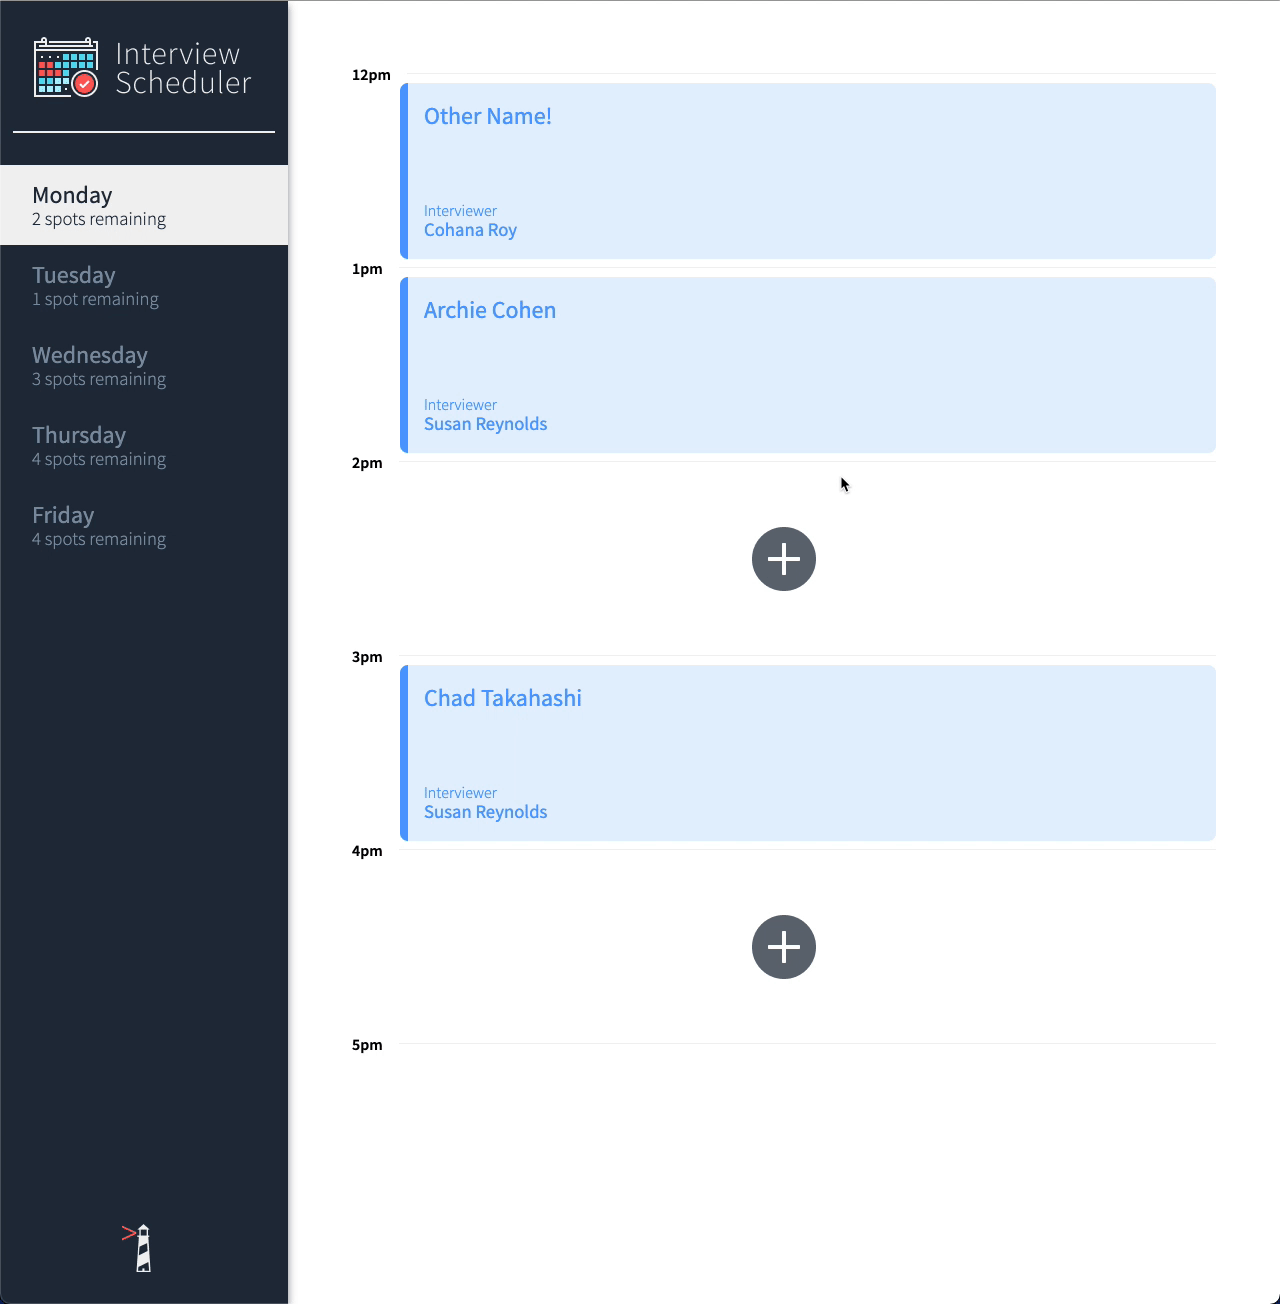 Interview
Scheduler
Monday
2 spots remaining
Tuesday
1 spot remaining
Wednesday
3 spots remaining
Thursday
4 spots remaining
Friday
4 spots remaining
12pm
Other Name!
Interviewer
Cohana Roy
1pm
Archie Cohen
Interviewer
Susan Reynolds
2pm
3pm
Chad Takahashi
Interviewer
Susan Reynolds
4pm
5pm